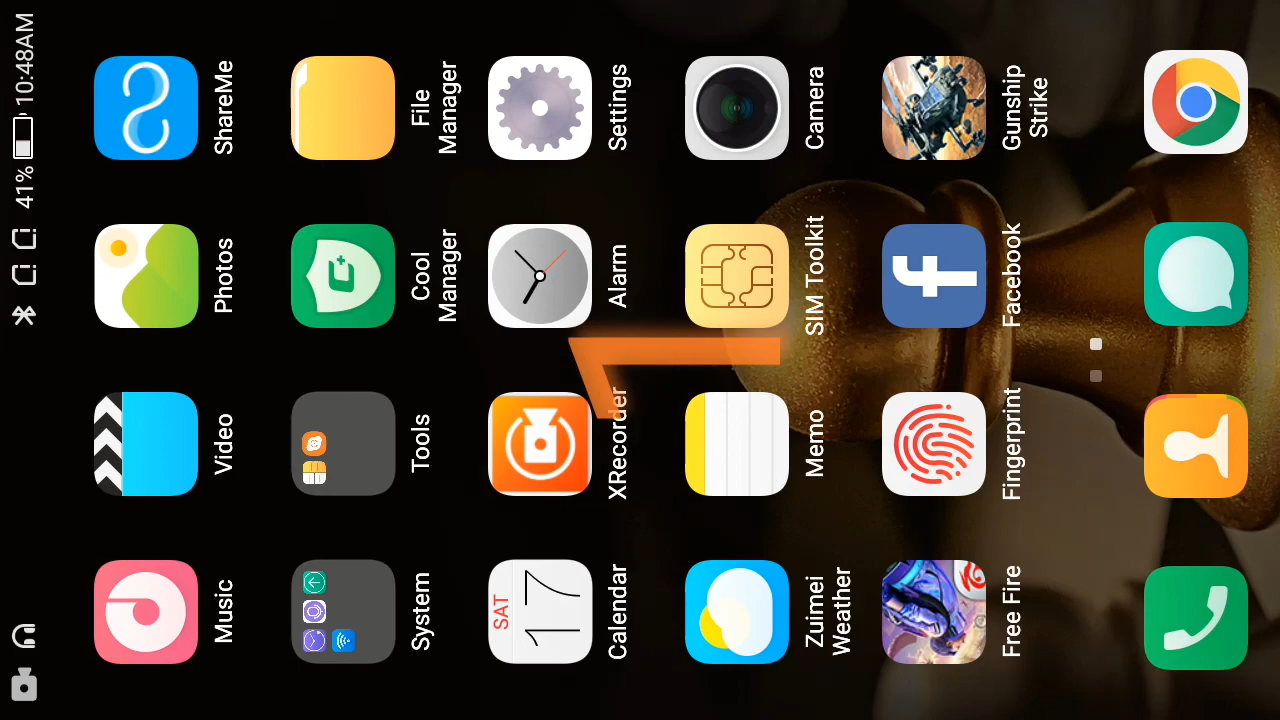 41% 10:48AM
Music
Video
Photos
ShareMe
System
Tools
Cool
Manager
File
Manager
SAT
17
Calendar
XRecorder
Alarm
Settings
1
Zuimei
Weather
Memo
SIM Toolkit
Camera
Free Fire
Fingerprint
f
Facebook
Gunship
Strike